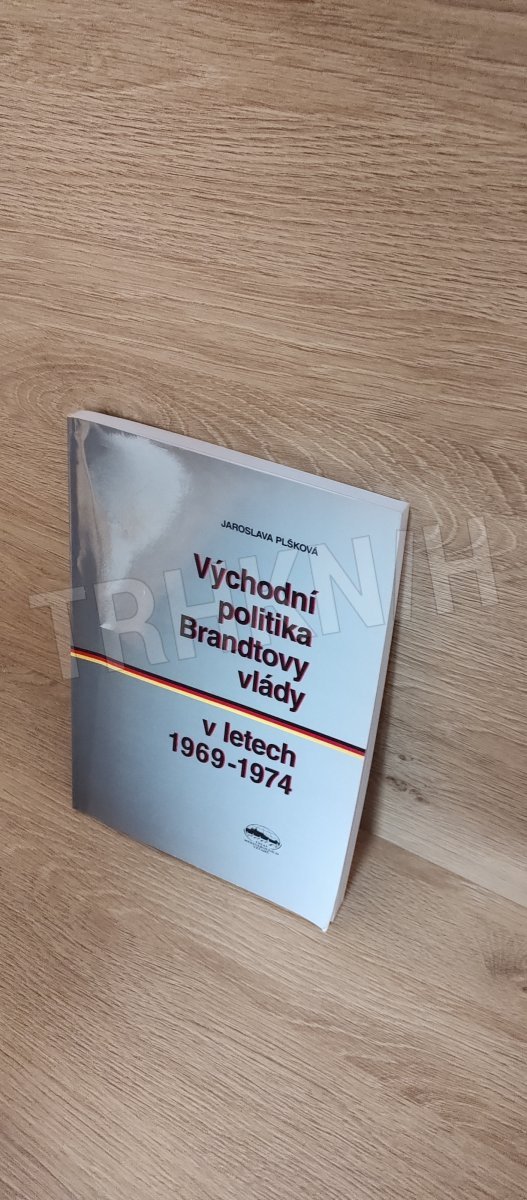 JAROSLAVA PLŠKOVÁ
Východní
politika
Brandtovy
vlády
v letech
1969-1974
TRHKNIH